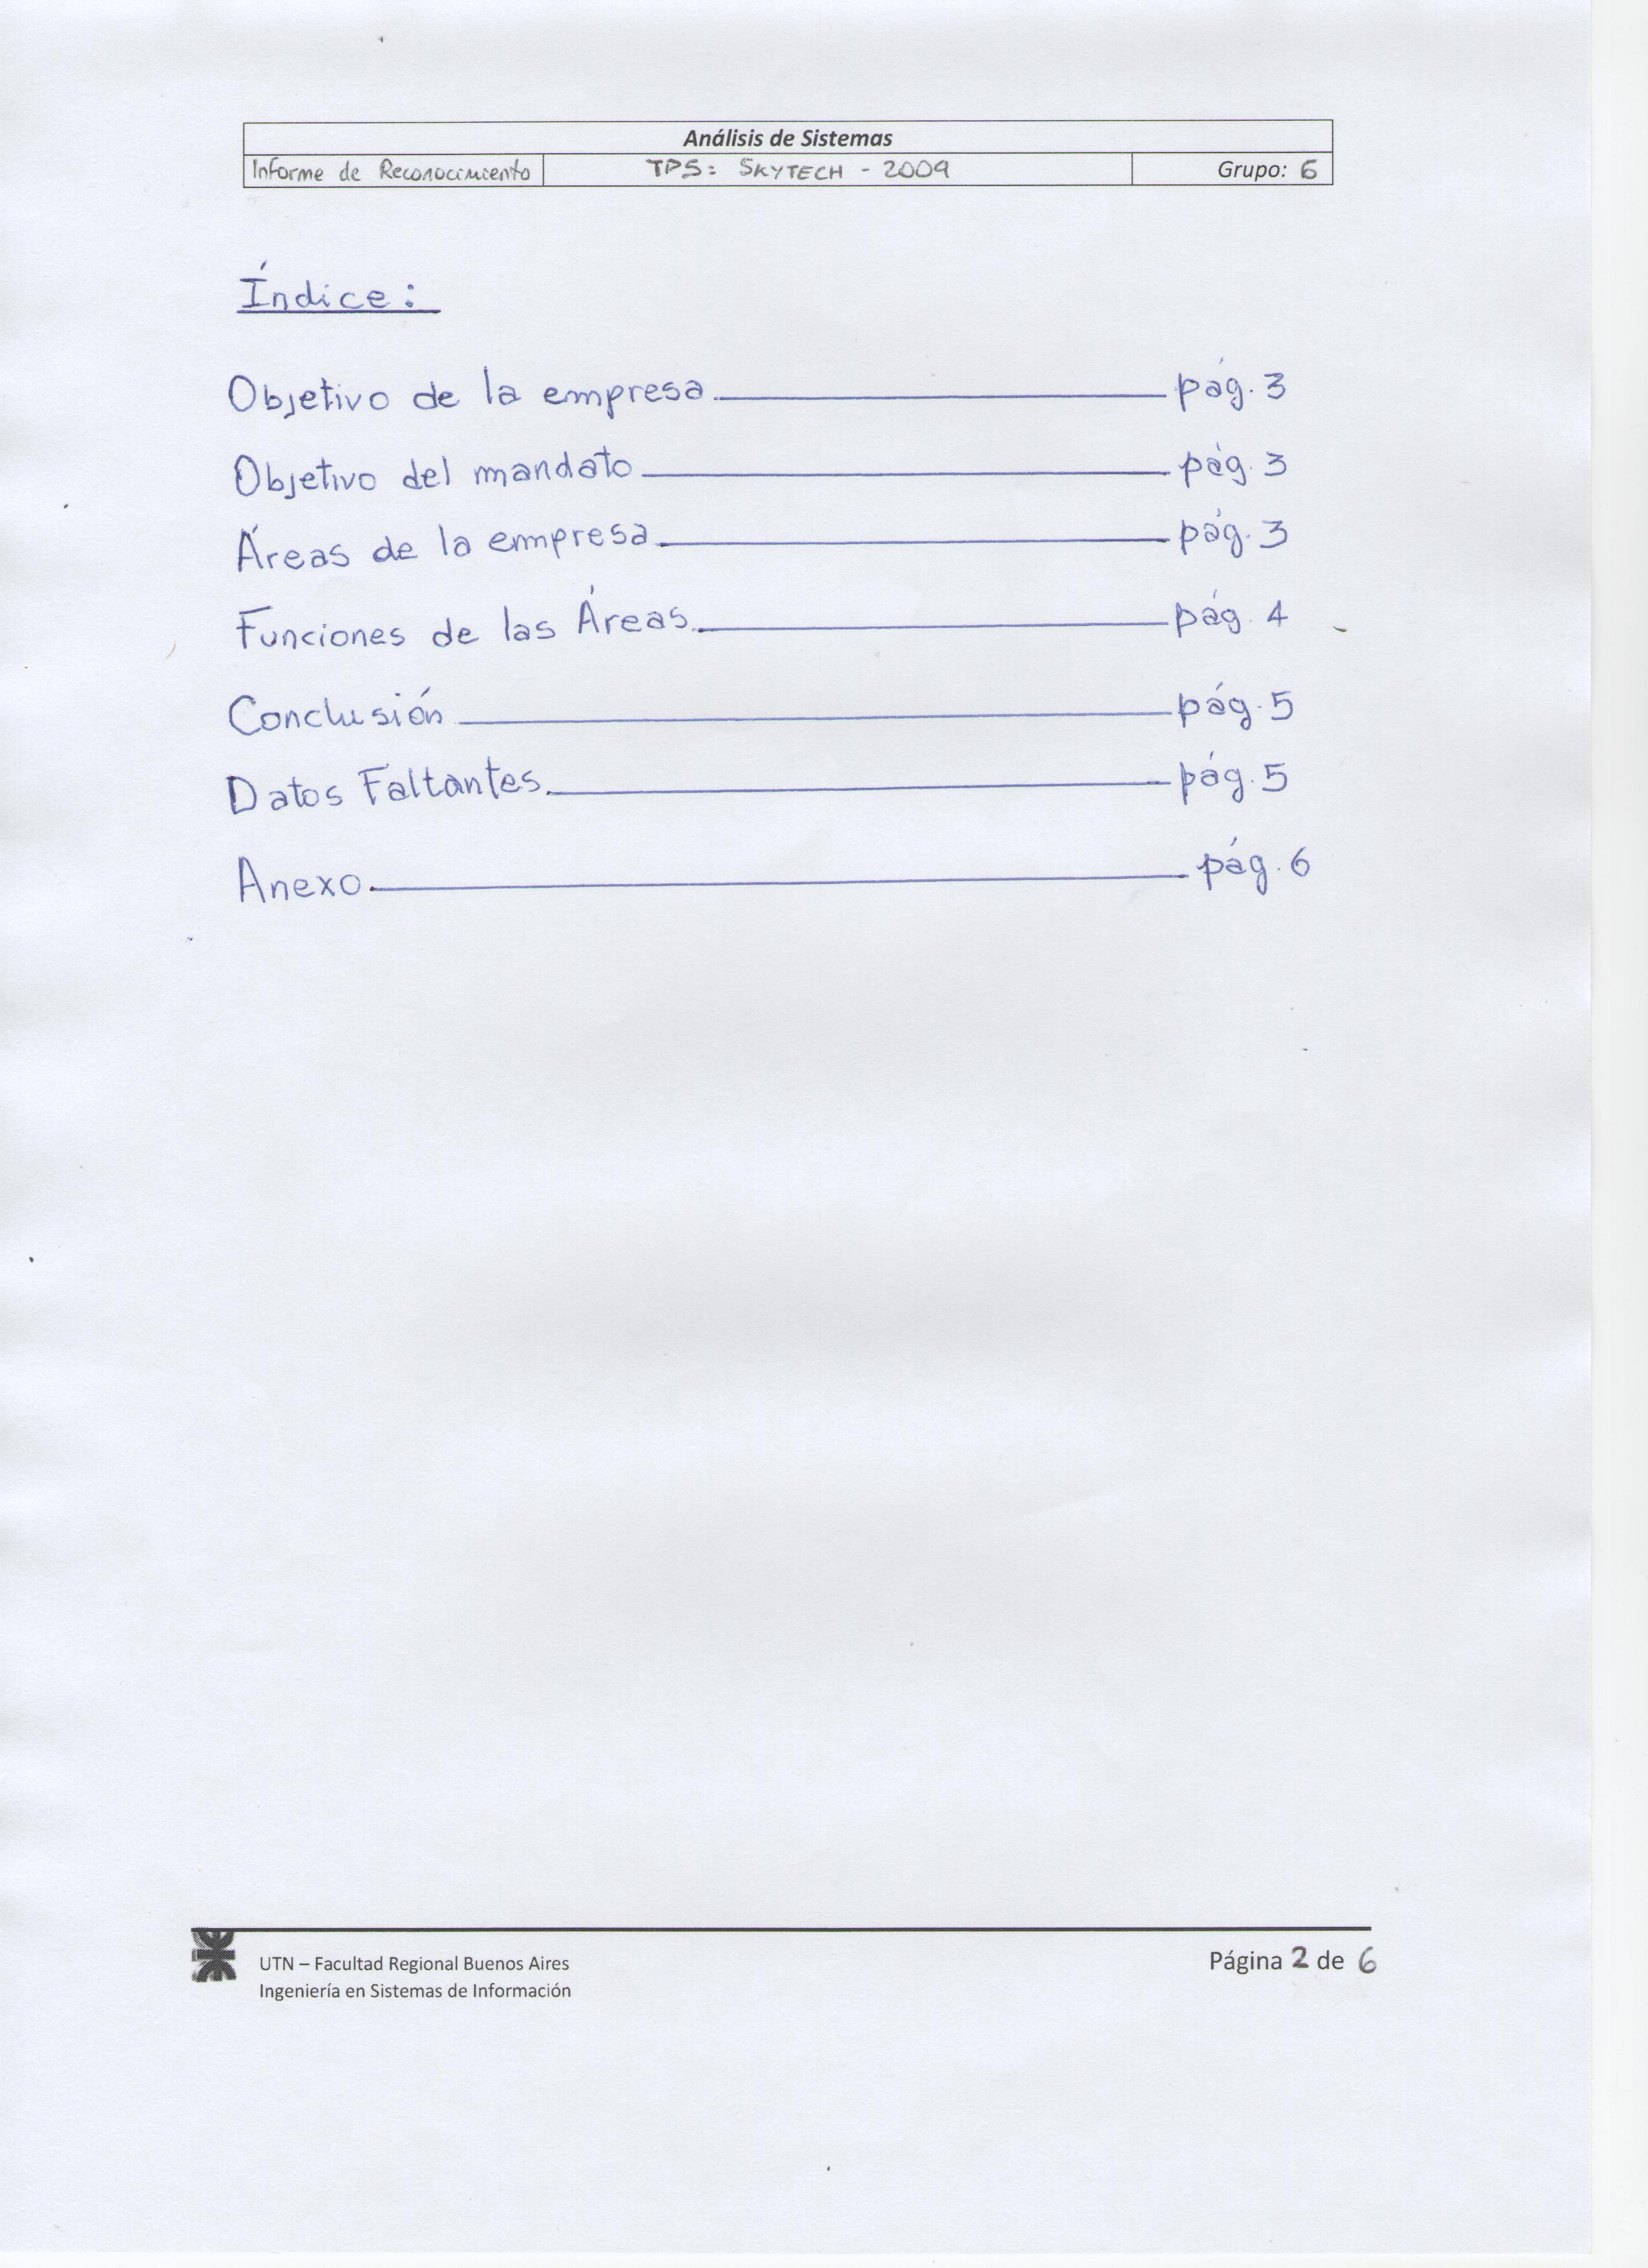 Análisis de Sistemas
Informe de Reconocimiento TPS: SKYTECH - 2009 Grupo: 6
Índice:
Objetivo de la empresa pág. 3
Objetivo del mandato pág. 3
Áreas de la empresa pág. 3
Funciones de las Áreas pág. 4
Conclusión pág. 5
Datos Faltantes pág. 5
Anexo pág. 6
UTN – Facultad Regional Buenos Aires Página 2 de 6
Ingeniería en Sistemas de Información